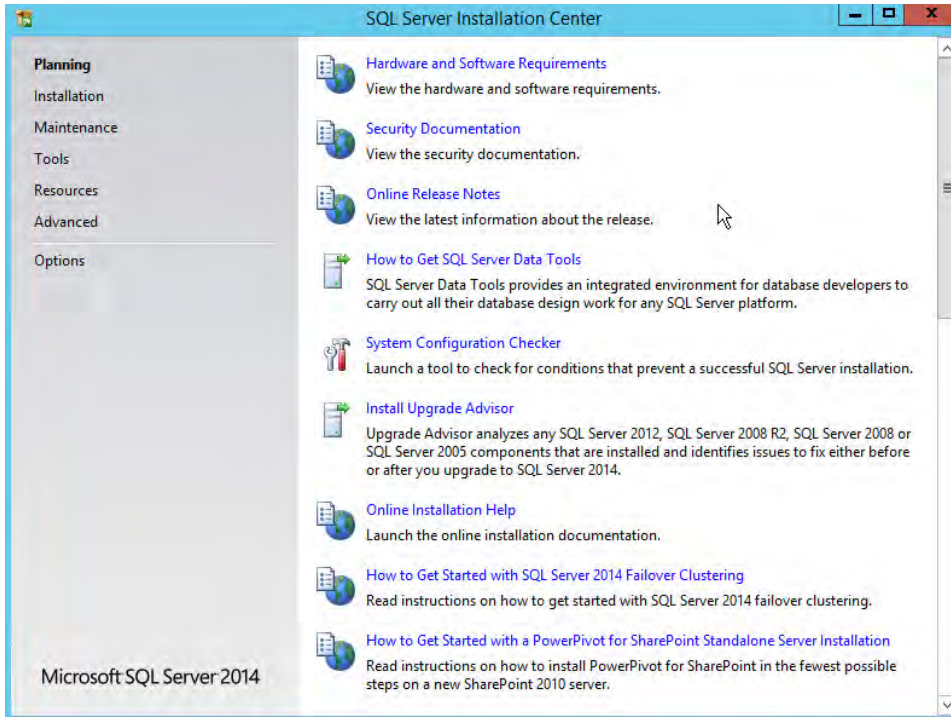 SQL Server Installation Center
Planning
Installation
Maintenance
Tools
Resources
Advanced
Options
Microsoft SQL Server 2014
Hardware and Software Requirements
View the hardware and software requirements.
Security Documentation
View the security documentation.
Online Release Notes
View the latest information about the release.
How to Get SQL Server Data Tools
SQL Server Data Tools provides an integrated environment for database developers to
carry out all their database design work for any SQL Server platform.
System Configuration Checker
Launch a tool to check for conditions that prevent a successful SQL Server installation.
Install Upgrade Advisor
Upgrade Advisor analyzes any SQL Server 2012, SQL Server 2008 R2, SQL Server 2008 or
SQL Server 2005 components that are installed and identifies issues to fix either before
or after you upgrade to SQL Server 2014.
Online Installation Help
Launch the online installation documentation.
How to Get Started with SQL Server 2014 Failover Clustering
Read instructions on how to get started with SQL Server 2014 failover clustering.
How to Get Started with a PowerPivot for SharePoint Standalone Server Installation
Read instructions on how to install PowerPivot for SharePoint in the fewest possible
steps on a new SharePoint 2010 server.